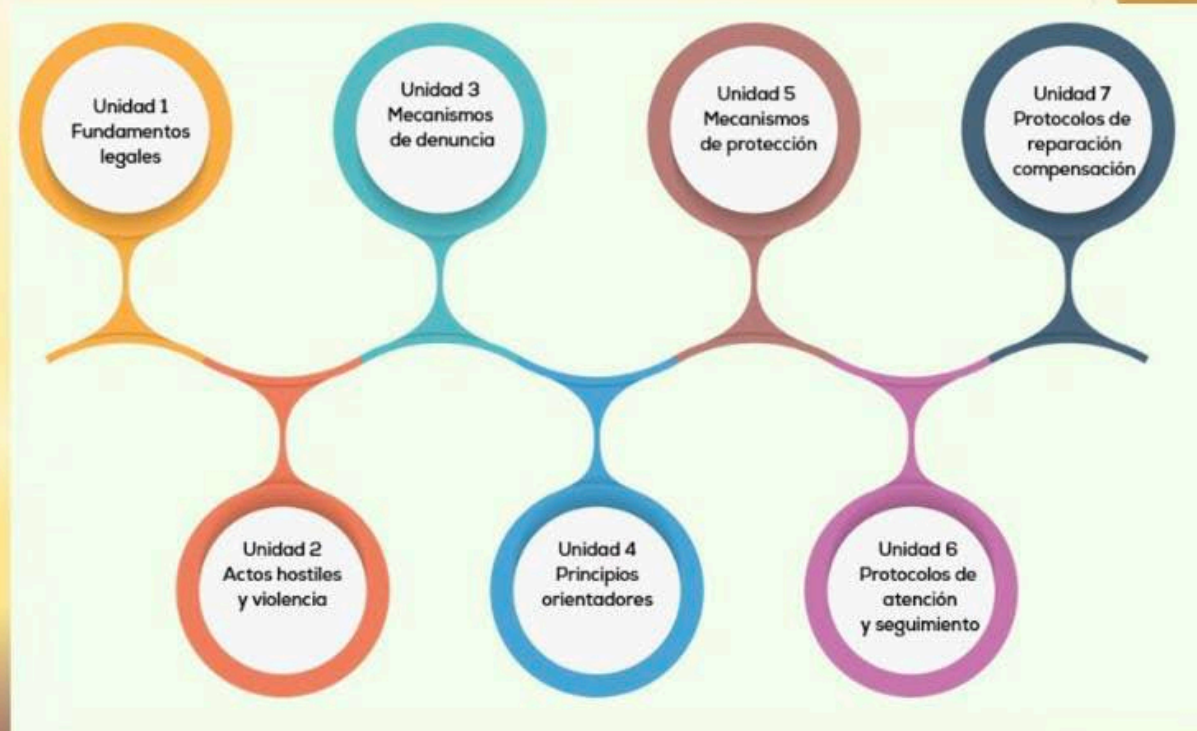 Unidad 1
Fundamentos
legales
Unidad 2
Actos hostiles
y violencia
Unidad 3
Mecanismos
de denuncia
Unidad 4
Principios
orientadores
Unidad 5
Mecanismos
de protección
Unidad 6
Protocolos de
atención
y seguimiento
Unidad 7
Protocolos de
reparación
compensación